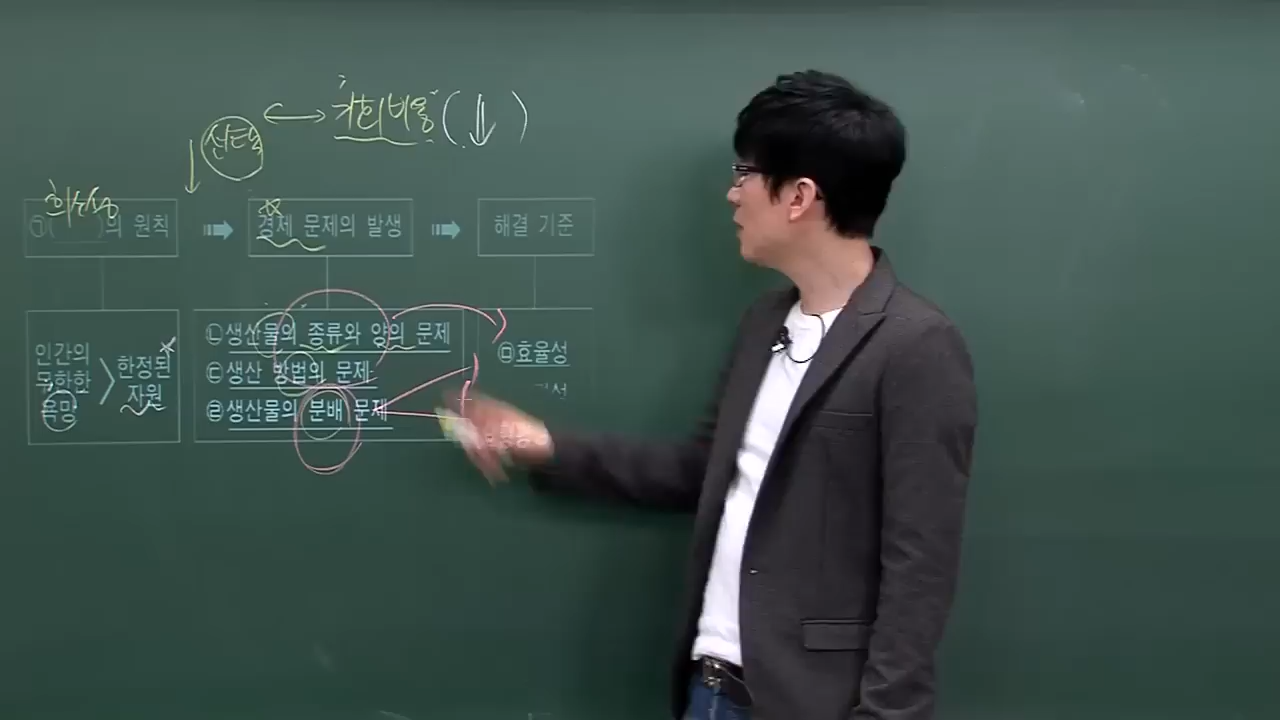 기회비용(↓)
선택
희소성
㉠( )의 원칙
경제 문제의 발생
해결 기준
인간의
무한한
욕망
>
한정된
자원
㉡생산물의 종류와 양의 문제
㉢생산 방법의 문제
㉣생산물의 분배 문제
㉤효율성